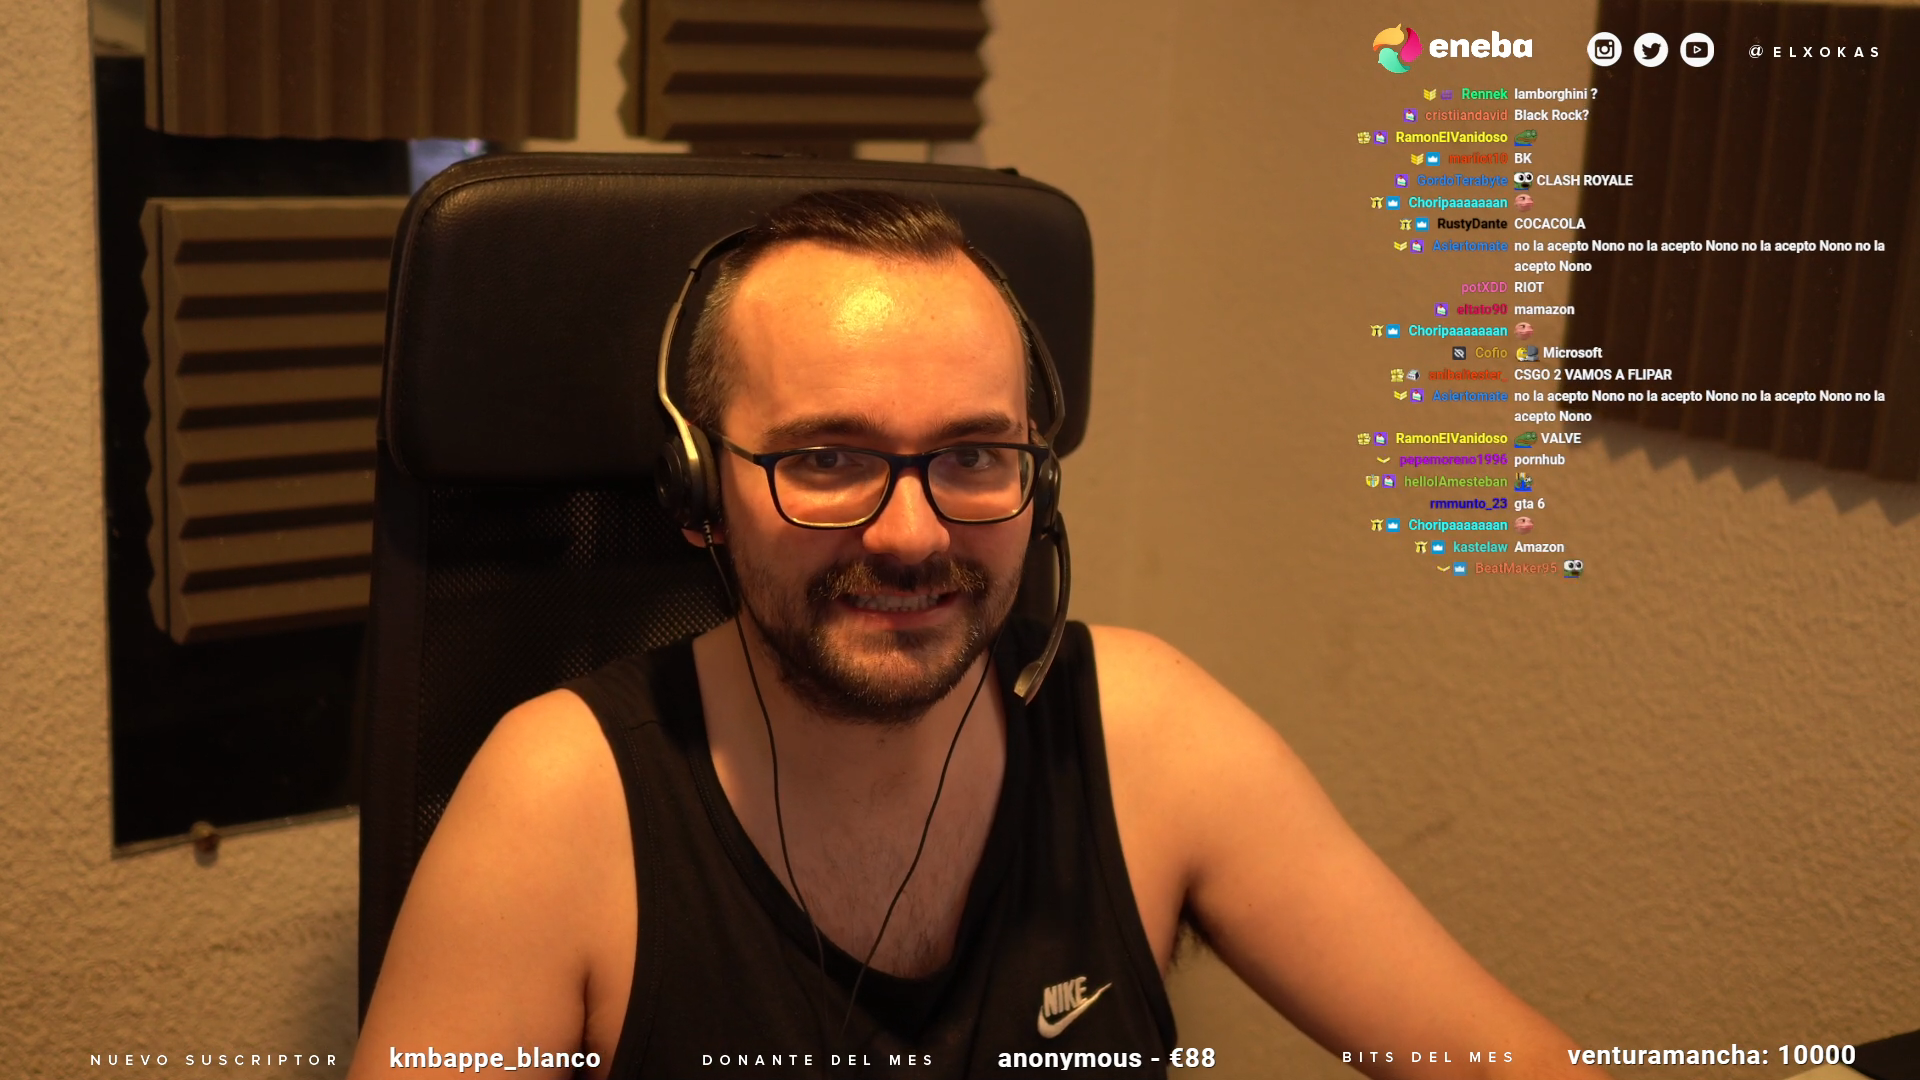 eneba
@ELXOKAS
Rennek lamborghini ?
cristiandavid Black Rock?
RamonElVanidoso
BK
GordoTerabyte CLASH ROYALE
Choripaaaaaaan
RustyDante COCACOLA
Asiertomate no la acepto Nono no la acepto Nono no la acepto Nono no la
acepto Nono
potXDD RIOT
eltato90 mamazon
Choripaaaaaaan
Cofio Microsoft
CSGO 2 VAMOS A FLIPAR
Asiertomate no la acepto Nono no la acepto Nono no la acepto Nono no la
acepto Nono
RamonElVanidoso VALVE
pepemoreno1996 pornhub
hellolAmesteban
rmmunto_23 gta 6
Choripaaaaaaan
kastelaw Amazon
BeatMaker95
NIKE
NUEVO SUSCRIPTOR kmbappe_blanco DONANTE DEL MES anonymous - €88 BITS DEL MES venturamancha: 10000